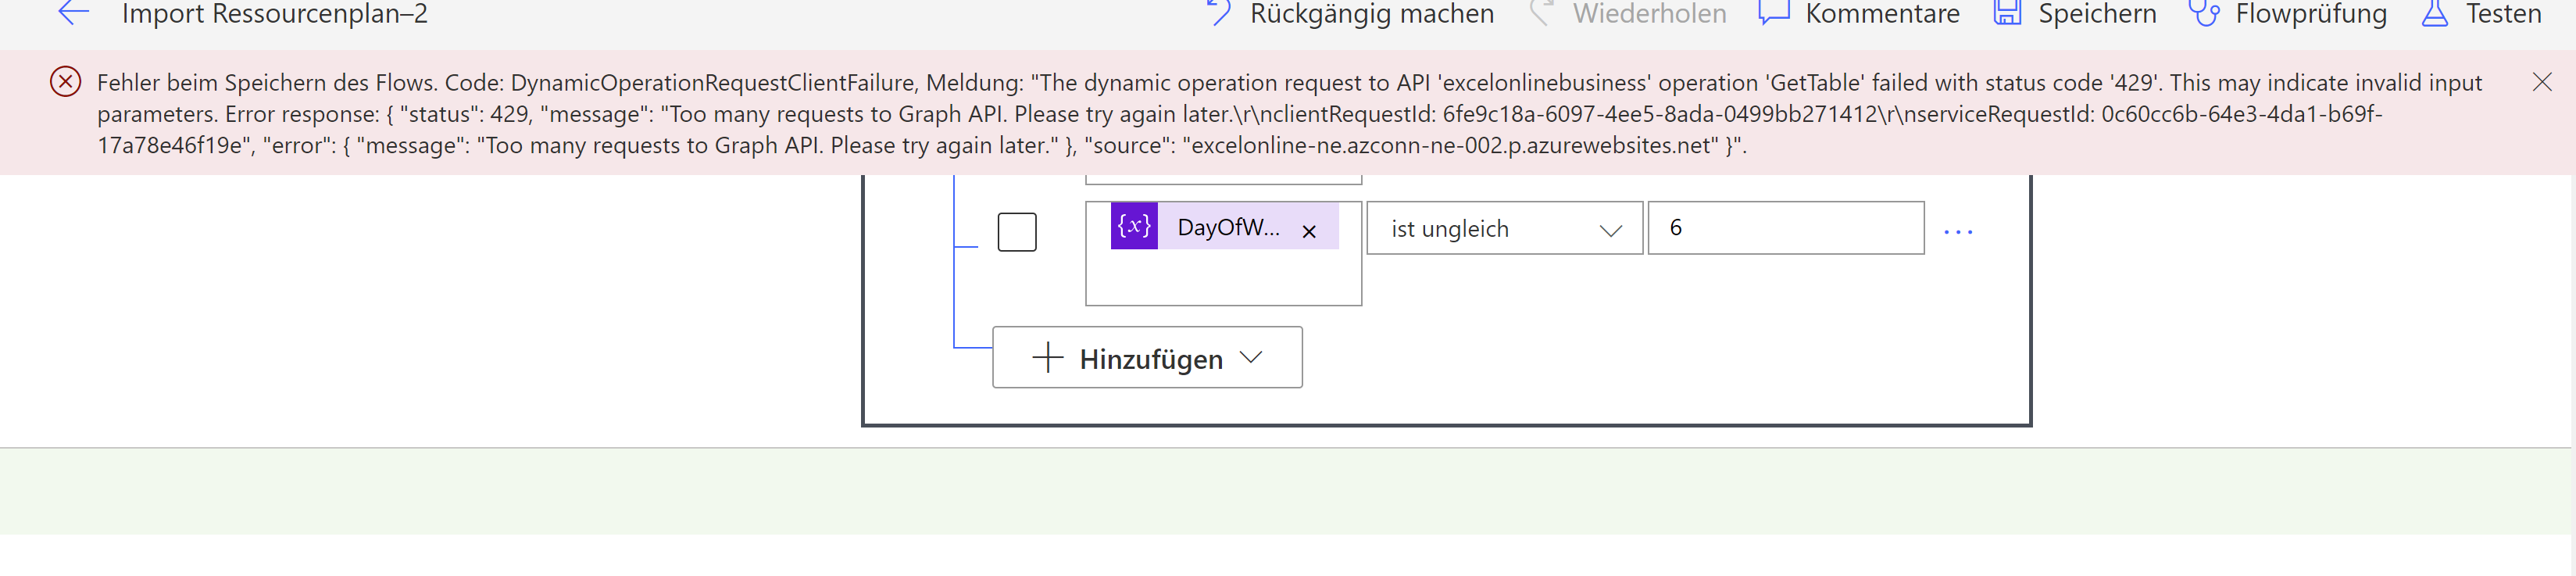 Import Ressourcenplan–2
Rückgängig machen
Wiederholen
Kommentare
Speichern
Flowprüfung
Testen
Fehler beim Speichern des Flows. Code: DynamicOperationRequestClientFailure, Meldung: "The dynamic operation request to API 'excelonlinebusiness' operation 'GetTable' failed with status code '429'. This may indicate invalid input
parameters. Error response: { "status": 429, "message": "Too many requests to Graph API. Please try again later.\r\nclientRequestId: 6fe9c18a-6097-4ee5-8ada-0499bb271412\r\nserviceRequestId: 0c60cc6b-64e3-4da1-b69f-
17a78e46f19e", "error": { "message": "Too many requests to Graph API. Please try again later." }, "source": "excelonline-ne.azconn-ne-002.p.azurewebsites.net" }".
{x} DayOfW...
ist ungleich
6
Hinzufügen